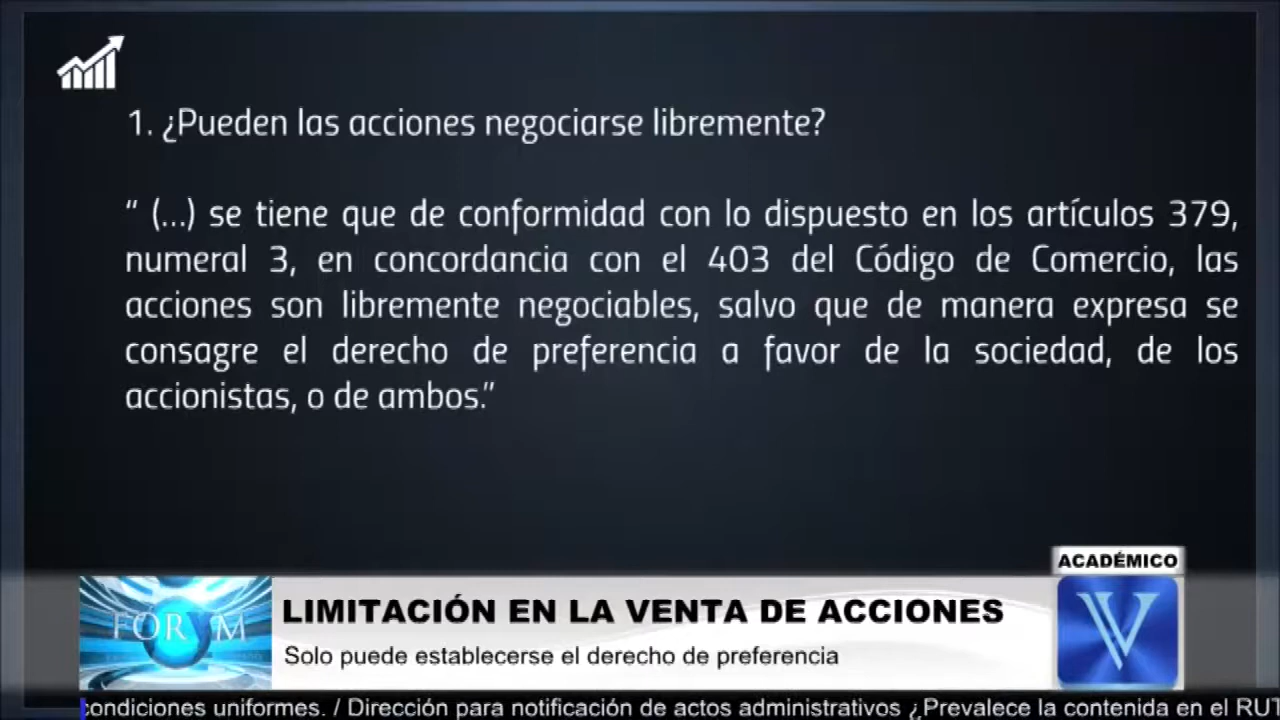 1. ¿Pueden las acciones negociarse libremente?
“ (...) se tiene que de conformidad con lo dispuesto en los artículos 379,
numeral 3, en concordancia con el 403 del Código de Comercio, las
acciones son libremente negociables, salvo que de manera expresa se
consagre el derecho de preferencia a favor de la sociedad, de los
accionistas, o de ambos.”
ACADÉMICO
FORVM
LIMITACIÓN EN LA VENTA DE ACCIONES
V
Solo puede establecerse el derecho de preferencia
condiciones uniformes. / Dirección para notificación de actos administrativos ¿Prevalece la contenida en el RUT